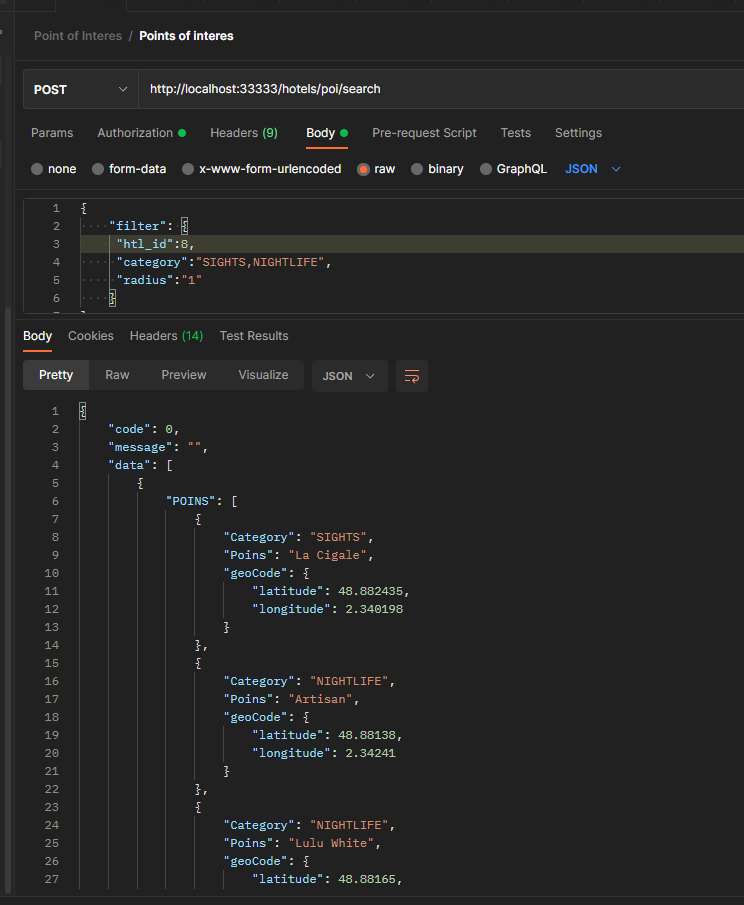 Point of Interes / Points of interes
POST http://localhost:33333/hotels/poi/search
Params Authorization Headers (9) Body Pre-request Script Tests Settings
none form-data x-www-form-urlencoded raw binary GraphQL JSON
1 {
2 "filter": {
3 "htl_id":8,
4 "category":"SIGHTS,NIGHTLIFE",
5 "radius":"1"
6 }
Body Cookies Headers (14) Test Results
Pretty Raw Preview Visualize JSON
1 {
2 "code": 0,
3 "message": "",
4 "data": [
5 {
6 "POINS": [
7 {
8 "Category": "SIGHTS",
9 "Poins": "La Cigale",
10 "geoCode": {
11 "latitude": 48.882435,
12 "longitude": 2.340198
13 }
14 },
15 {
16 "Category": "NIGHTLIFE",
17 "Poins": "Artisan",
18 "geoCode": {
19 "latitude": 48.88138,
20 "longitude": 2.34241
21 }
22 },
23 {
24 "Category": "NIGHTLIFE",
25 "Poins": "Lulu White",
26 "geoCode": {
27 "latitude": 48.88165,